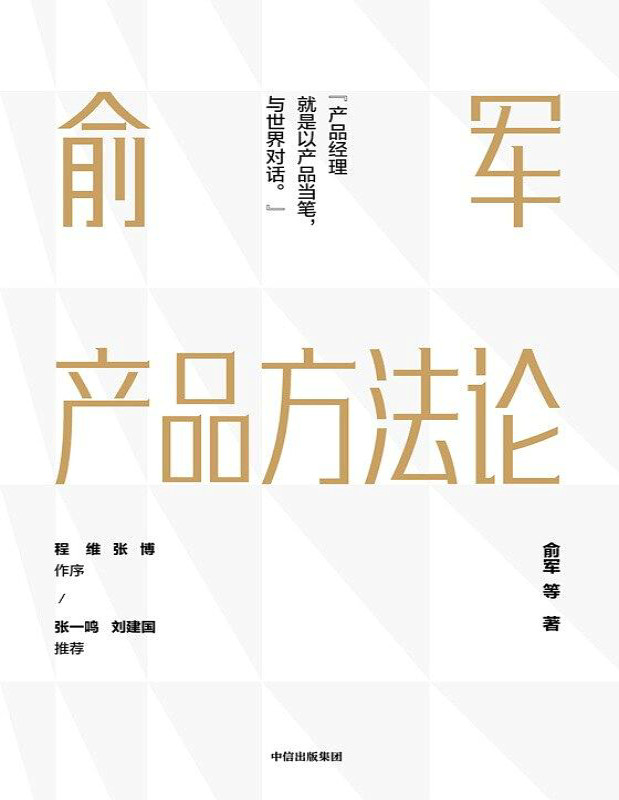 俞军
『产品经理
就是以产品当笔，
与世界对话。』
产品方法论
程 维 张 博
作序
/
张一鸣 刘建国
推荐
俞军 等 著
中信出版集团